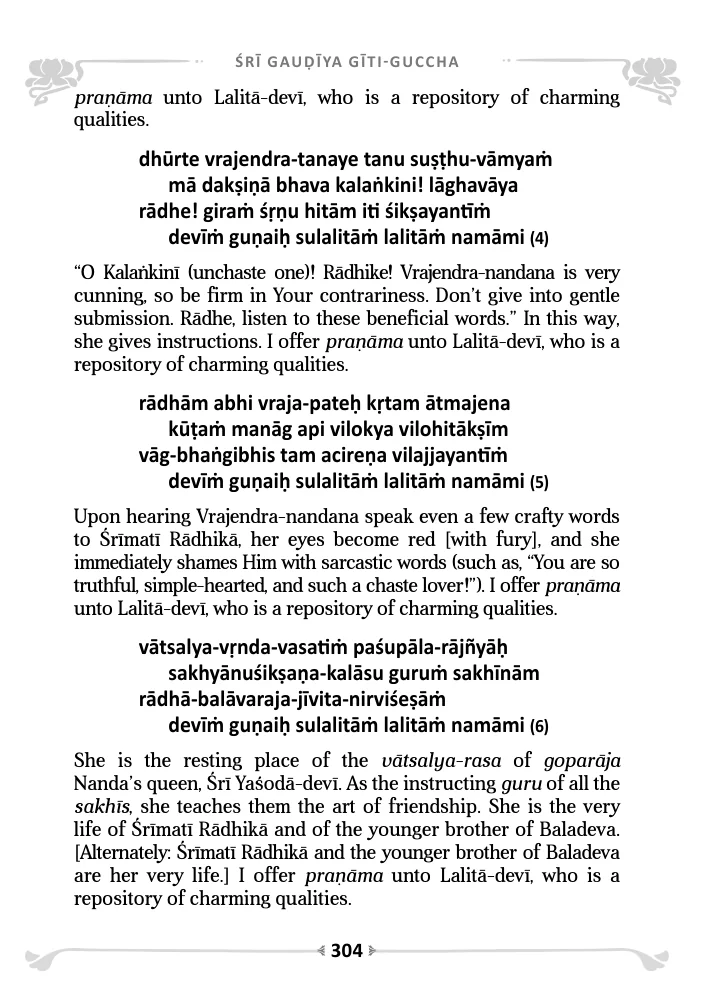 ŚRĪ GAUḌĪYA GĪTI-GUCCHA
praṇāma unto Lalitā-devī, who is a repository of charming
qualities.
dhūrte vrajendra-tanaye tanu suṣṭhu-vāmyaṁ
mā dakṣiṇā bhava kalaṅkini! lāghavāya
rādhe! giraṁ śṛṇu hitām iti śikṣayantīṁ
devīṁ guṇaiḥ sulalitāṁ lalitāṁ namāmi (4)
“O Kalaṅkinī (unchaste one)! Rādhike! Vrajendra-nandana is very
cunning, so be firm in Your contrariness. Don’t give into gentle
submission. Rādhe, listen to these beneficial words.” In this way,
she gives instructions. I offer praṇāma unto Lalitā-devī, who is a
repository of charming qualities.
rādhām abhi vraja-pateḥ kṛtam ātmajena
kūṭaṁ manāg api vilokya vilohitākṣīm
vāg-bhaṅgibhis tam acireṇa vilajjayantīṁ
devīṁ guṇaiḥ sulalitāṁ lalitāṁ namāmi (5)
Upon hearing Vrajendra-nandana speak even a few crafty words
to Śrīmatī Rādhikā, her eyes become red [with fury], and she
immediately shames Him with sarcastic words (such as, “You are so
truthful, simple-hearted, and such a chaste lover!”). I offer praṇāma
unto Lalitā-devī, who is a repository of charming qualities.
vātsalya-vṛnda-vasatiṁ paśupāla-rājñyāḥ
sakhyānuśikṣaṇa-kalāsu guruṁ sakhīnām
rādhā-balāvaraja-jīvita-nirviśeṣāṁ
devīṁ guṇaiḥ sulalitāṁ lalitāṁ namāmi (6)
She is the resting place of the vātsalya-rasa of goparāja
Nanda’s queen, Śrī Yaśodā-devī. As the instructing guru of all the
sakhīs, she teaches them the art of friendship. She is the very
life of Śrīmatī Rādhikā and of the younger brother of Baladeva.
[Alternately: Śrīmatī Rādhikā and the younger brother of Baladeva
are her very life.] I offer praṇāma unto Lalitā-devī, who is a
repository of charming qualities.
304